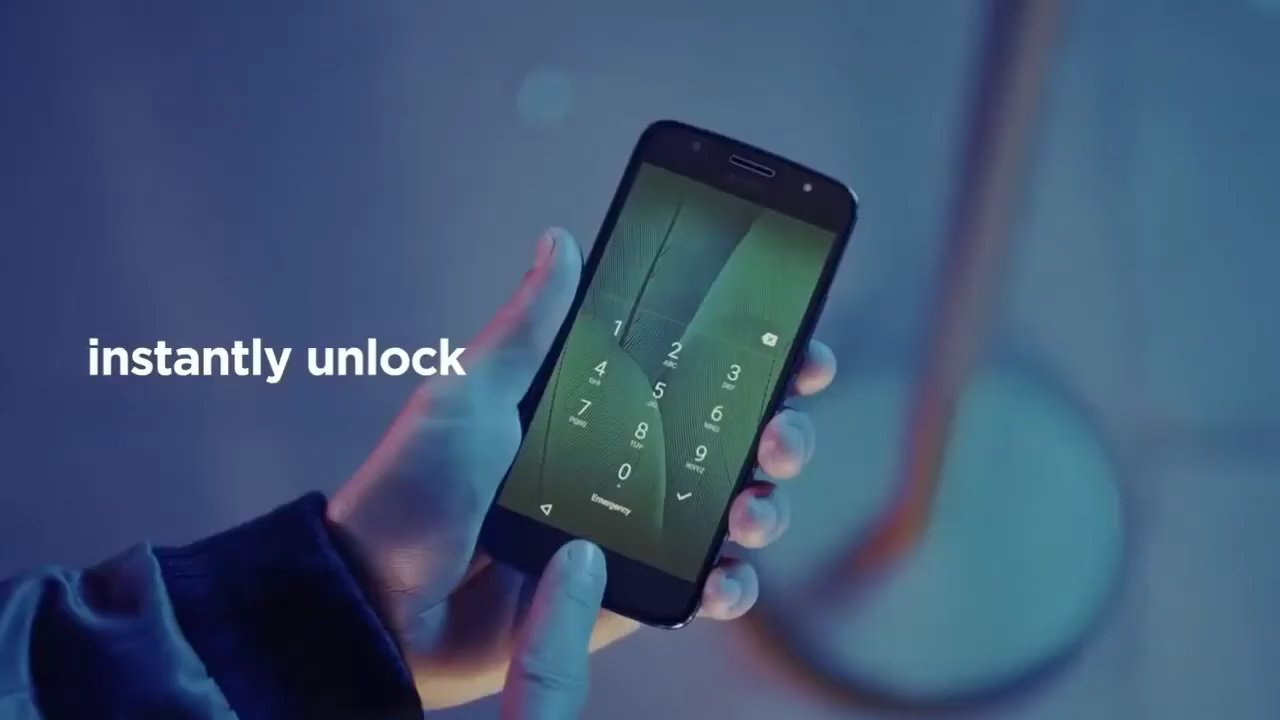 instantly unlock
1
2
ABC
3
DEF
4
GHI
5
6
MNO
7
PQRS
8
TUV
9
WXYZ
0
Emergency